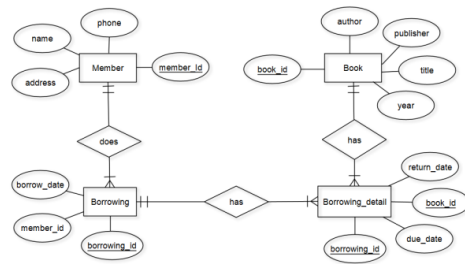 phone
author
name
publisher
Member
member_Id
book_id
Book
title
address
year
does
has
return_date
borrow_date
Borrowing
has
Borrowing_detail
book_id
member_id
borrowing_id
borrowing_id
due_date